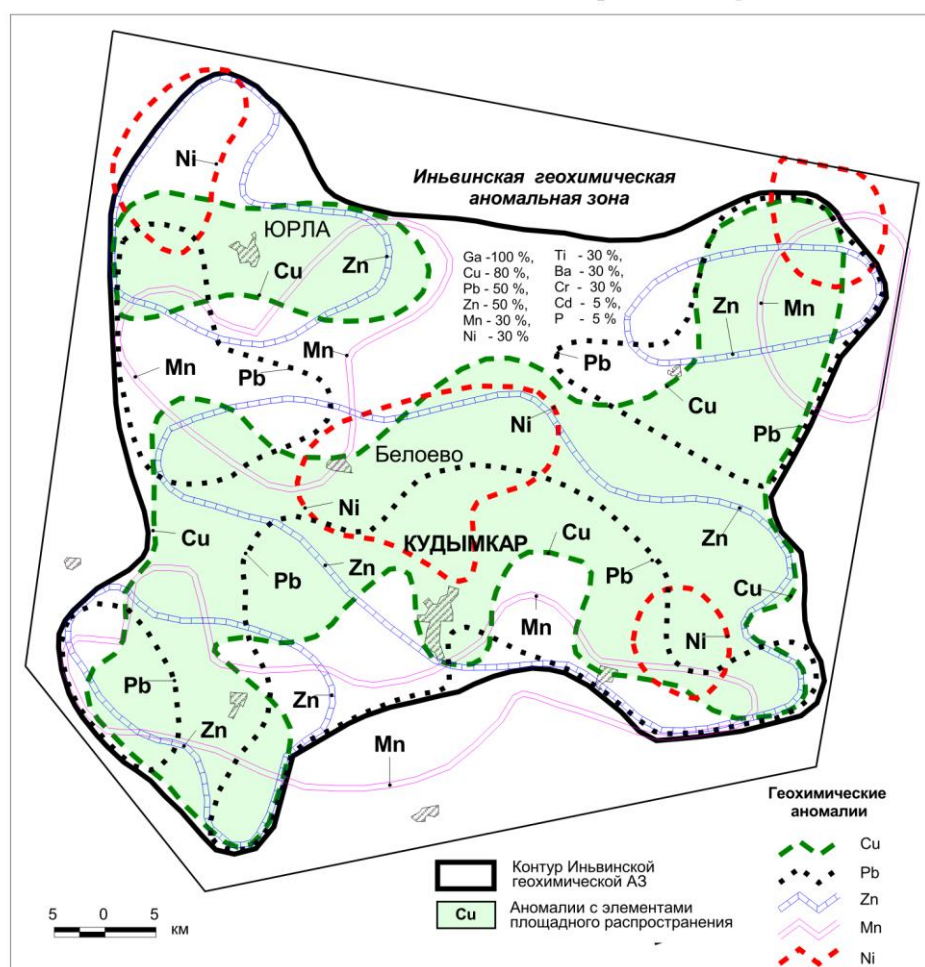 Иньвинская геохимическая
аномальная зона
Ni
ЮРЛА
Ga -100 %,
Cu - 80 %,
Pb - 50 %,
Zn - 50 %,
Mn - 30 %,
Ni - 30 %
Ti - 30 %,
Ba - 30 %,
Cr - 30 %
Cd - 5 %,
P - 5 %
Cu
Zn
Zn
Mn
Mn
Mn
Pb
Pb
Cu
Ni
Pb
Белоево
Ni
Cu
КУДЫМКАР
Cu
Zn
Pb
Zn
Pb
Cu
Mn
Ni
Pb
Zn
Zn
Mn
Геохимические
аномалии
Cu
Pb
Zn
Mn
Ni
Контур Иньвинской
геохимической АЗ
Cu
Аномалии с элементами
площадного распространения
5 0 5
км